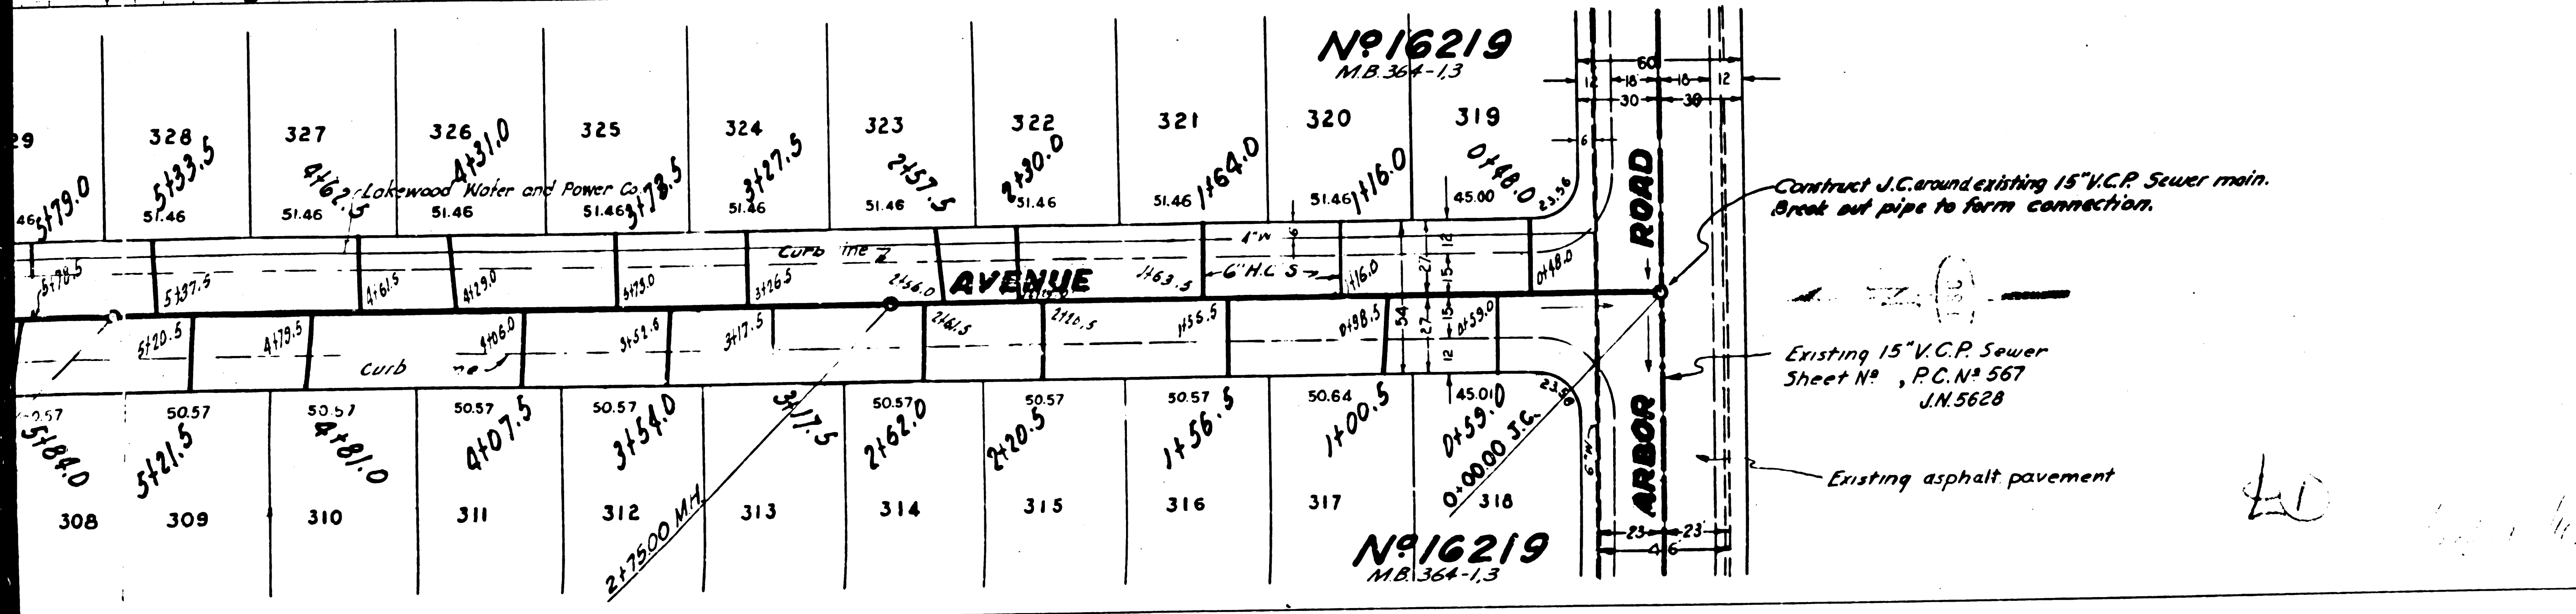 Nº 16219
M.B. 364-1,3
60
12 18 18 12
30 30
6
328 327 326 325 324 323 322 321 320 319
5+79.0 5+33.5 4+62.5 4+31.0 3+78.5 3+27.5 2+57.5 2+30.0 1+64.0 1+16.0 0+48.0
Lakewood Water and Power Co.
51.46 51.46 51.46 51.46 51.46 51.46 51.46 51.46 51.46 45.00 23.56
4"W 6
Curb line
6" H.C.S
5+78.5 5+37.5 4+61.5 4+29.0 3+79.0 3+26.5 2+56.0 1+63.5 1+16.0 0+48.0
AVENUE
12 15 27
54
15 27 12
5+20.5 4+79.5 4+06.0 3+52.6 3+17.5 2+61.5 2+20.5 1+55.5 0+98.5 0+59.0
Curb
50.57 50.57 50.57 50.57 50.57 50.57 50.57 50.64 45.01 23.56
5+84.0 5+21.5 4+81.0 4+07.5 3+54.0 3+17.5 2+62.0 2+20.5 1+56.5 1+00.5 0+59.0
0+00.00 J.C.
2+75.00 M.H.
308 309 310 311 312 313 314 315 316 317 318
6"W
Nº 16219
M.B. 364-1,3
ARBOR ROAD
23 23
46
Construct J.C. around existing 15" V.C.P. Sewer main.
Break out pipe to form connection.
Existing 15" V.C.P. Sewer
Sheet Nº , P.C. Nº 567
J.N. 5628
Existing asphalt pavement